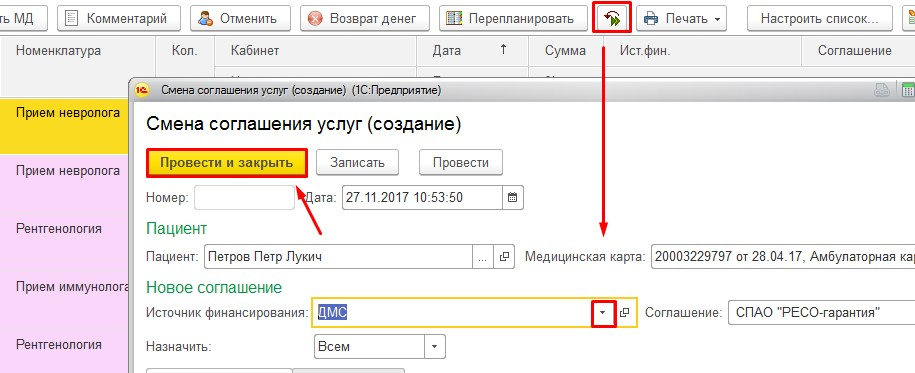 ть МД Комментарий Отменить Возврат денег Перепланировать Печать Настроить список...
Номенклатура Кол. Кабинет Дата ↑ Сумма Ист.фин. Соглашение
Смена соглашения услуг (создание) (1С:Предприятие)
Прием невролога
Смена соглашения услуг (создание)
Провести и закрыть Записать Провести
Прием невролога
Номер: Дата: 27.11.2017 10:53:50
Рентгенология
Пациент
Пациент: Петров Петр Лукич ... Медицинская карта: 20003229797 от 28.04.17, Амбулаторная кар
Прием иммунолога
Новое соглашение
Источник финансирования: ДМС Соглашение: СПАО "РЕСО-гарантия"
Рентгенология
Назначить: Всем